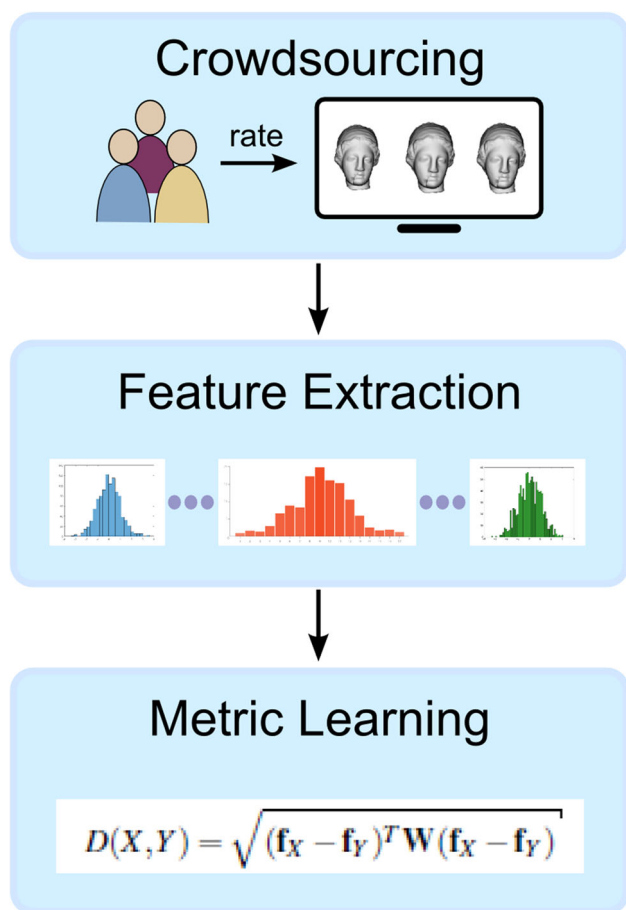 Crowdsourcing
rate
Feature Extraction
Metric Learning
D(X,Y) = √(f_X − f_Y)^T W(f_X − f_Y)